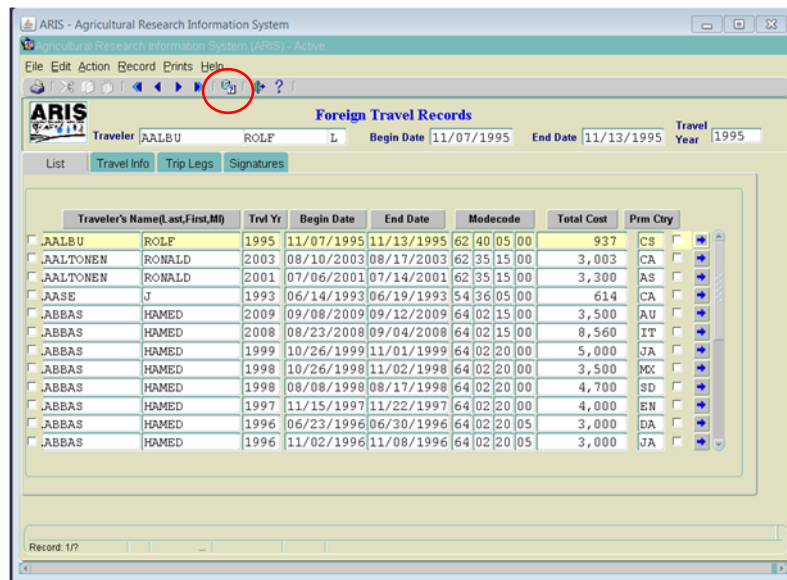 ARIS - Agricultural Research Information System
Agricultural Research Information System (ARIS) - Active
File Edit Action Record Prints Help
ARIS
Foreign Travel Records
Traveler AALBU ROLF L Begin Date 11/07/1995 End Date 11/13/1995 Travel Year 1995
List Travel Info Trip Legs Signatures
Traveler's Name(Last,First,MI) Trvl Yr Begin Date End Date Modecode Total Cost Prm Ctry
AALBU ROLF 1995 11/07/1995 11/13/1995 62 40 05 00 937 CS
AALTONEN RONALD 2003 08/10/2003 08/17/2003 62 35 15 00 3,003 CA
AALTONEN RONALD 2001 07/06/2001 07/14/2001 62 35 15 00 3,300 AS
AASE J 1993 06/14/1993 06/19/1993 54 36 05 00 614 CA
ABBAS HAMED 2009 09/08/2009 09/12/2009 64 02 15 00 3,500 AU
ABBAS HAMED 2008 08/23/2008 09/04/2008 64 02 15 00 8,560 IT
ABBAS HAMED 1999 10/26/1999 11/01/1999 64 02 20 00 5,000 JA
ABBAS HAMED 1998 10/26/1998 11/02/1998 64 02 20 00 3,500 MX
ABBAS HAMED 1998 08/08/1998 08/17/1998 64 02 20 00 4,700 SD
ABBAS HAMED 1997 11/15/1997 11/22/1997 64 02 20 00 4,000 EN
ABBAS HAMED 1996 06/23/1996 06/30/1996 64 02 20 05 3,000 DA
ABBAS HAMED 1996 11/02/1996 11/08/1996 64 02 20 05 3,000 JA
Record: 1/? ...